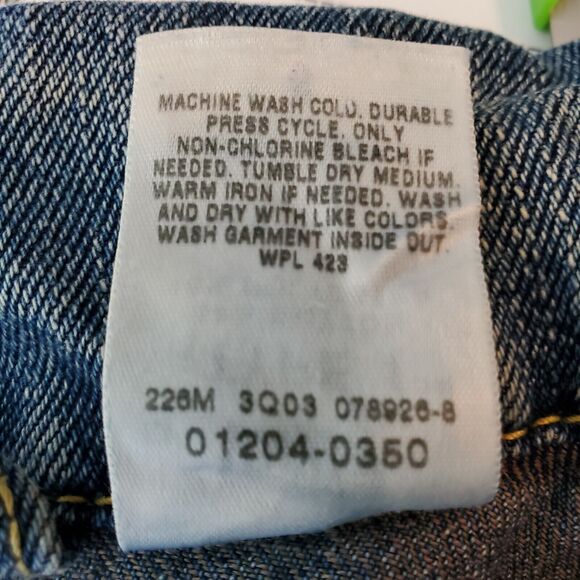 MACHINE WASH COLD. DURABLE
PRESS CYCLE. ONLY
NON-CHLORINE BLEACH IF
NEEDED. TUMBLE DRY MEDIUM.
WARM IRON IF NEEDED. WASH
AND DRY WITH LIKE COLORS.
WASH GARMENT INSIDE OUT.
WPL 423
226M 3Q03 078926-8
01204-0350